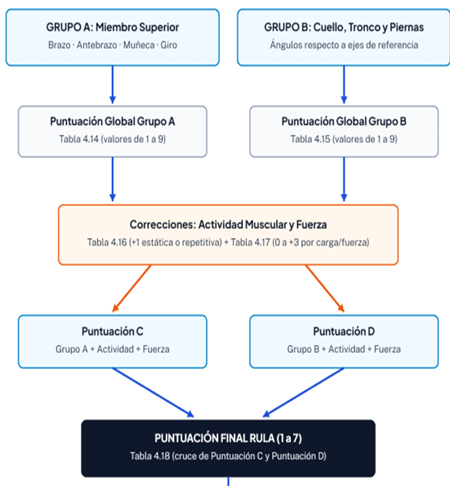 GRUPO A: Miembro Superior
Brazo · Antebrazo · Muñeca · Giro
GRUPO B: Cuello, Tronco y Piernas
Ángulos respecto a ejes de referencia
Puntuación Global Grupo A
Tabla 4.14 (valores de 1 a 9)
Puntuación Global Grupo B
Tabla 4.15 (valores de 1 a 9)
Correcciones: Actividad Muscular y Fuerza
Tabla 4.16 (+1 estática o repetitiva) + Tabla 4.17 (0 a +3 por carga/fuerza)
Puntuación C
Grupo A + Actividad + Fuerza
Puntuación D
Grupo B + Actividad + Fuerza
PUNTUACIÓN FINAL RULA (1 a 7)
Tabla 4.18 (cruce de Puntuación C y Puntuación D)